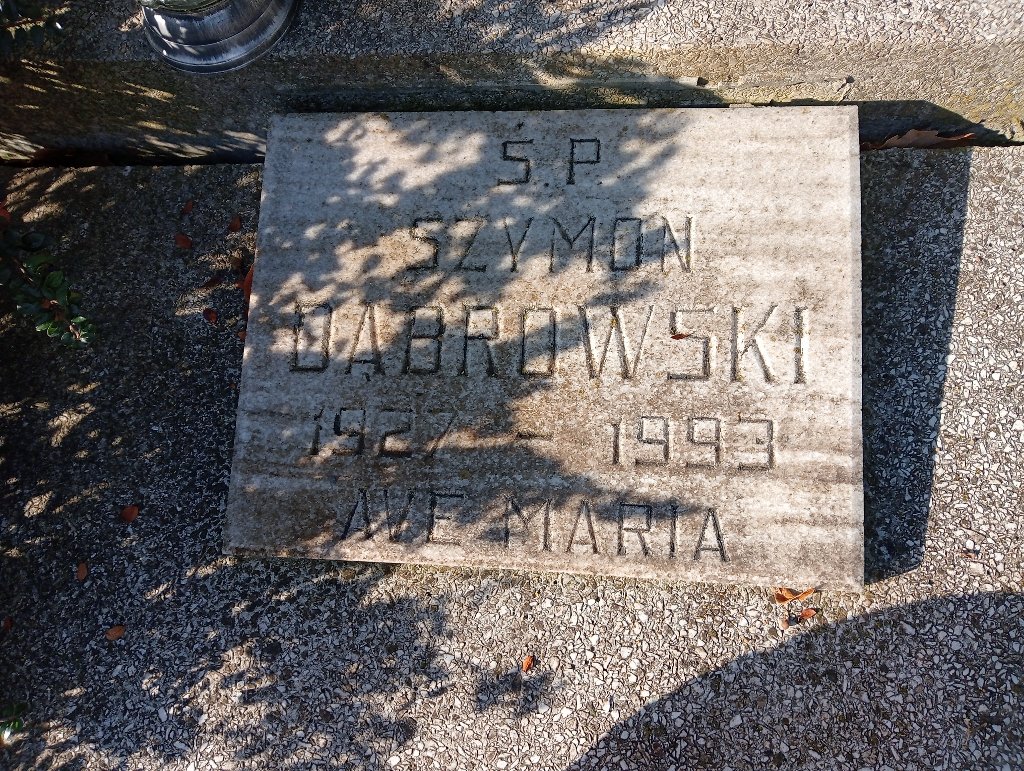 Ś.P
SZYMON
DĄBROWSKI
1927 - 1993
AVE MARIA